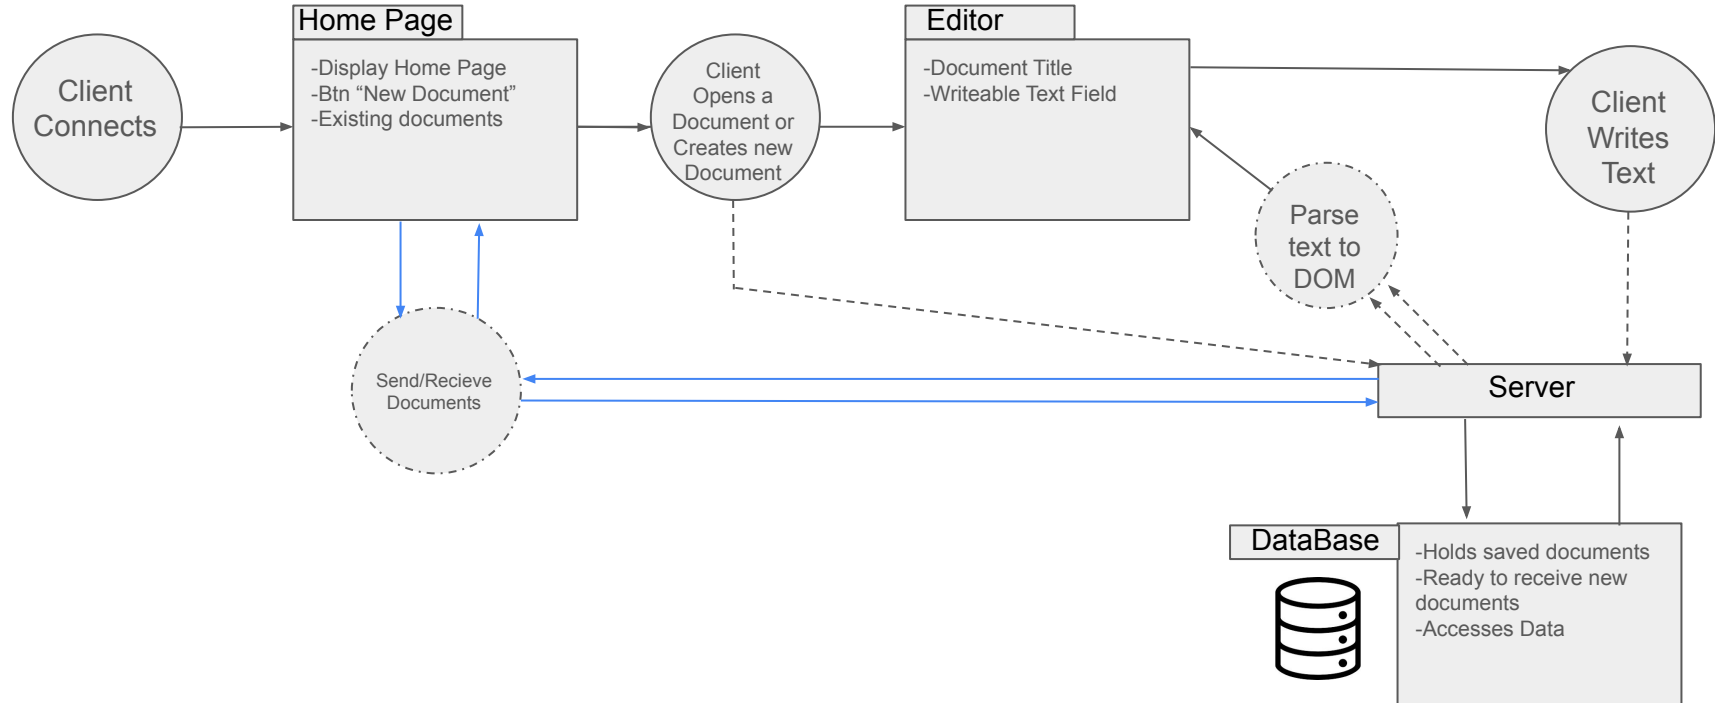 Home Page
Editor
Client
Connects
-Display Home Page
-Btn “New Document”
-Existing documents
Client
Opens a
Document or
Creates new
Document
-Document Title
-Writeable Text Field
Client
Writes
Text
Parse
text to
DOM
Send/Recieve
Documents
Server
DataBase
-Holds saved documents
-Ready to receive new
documents
-Accesses Data